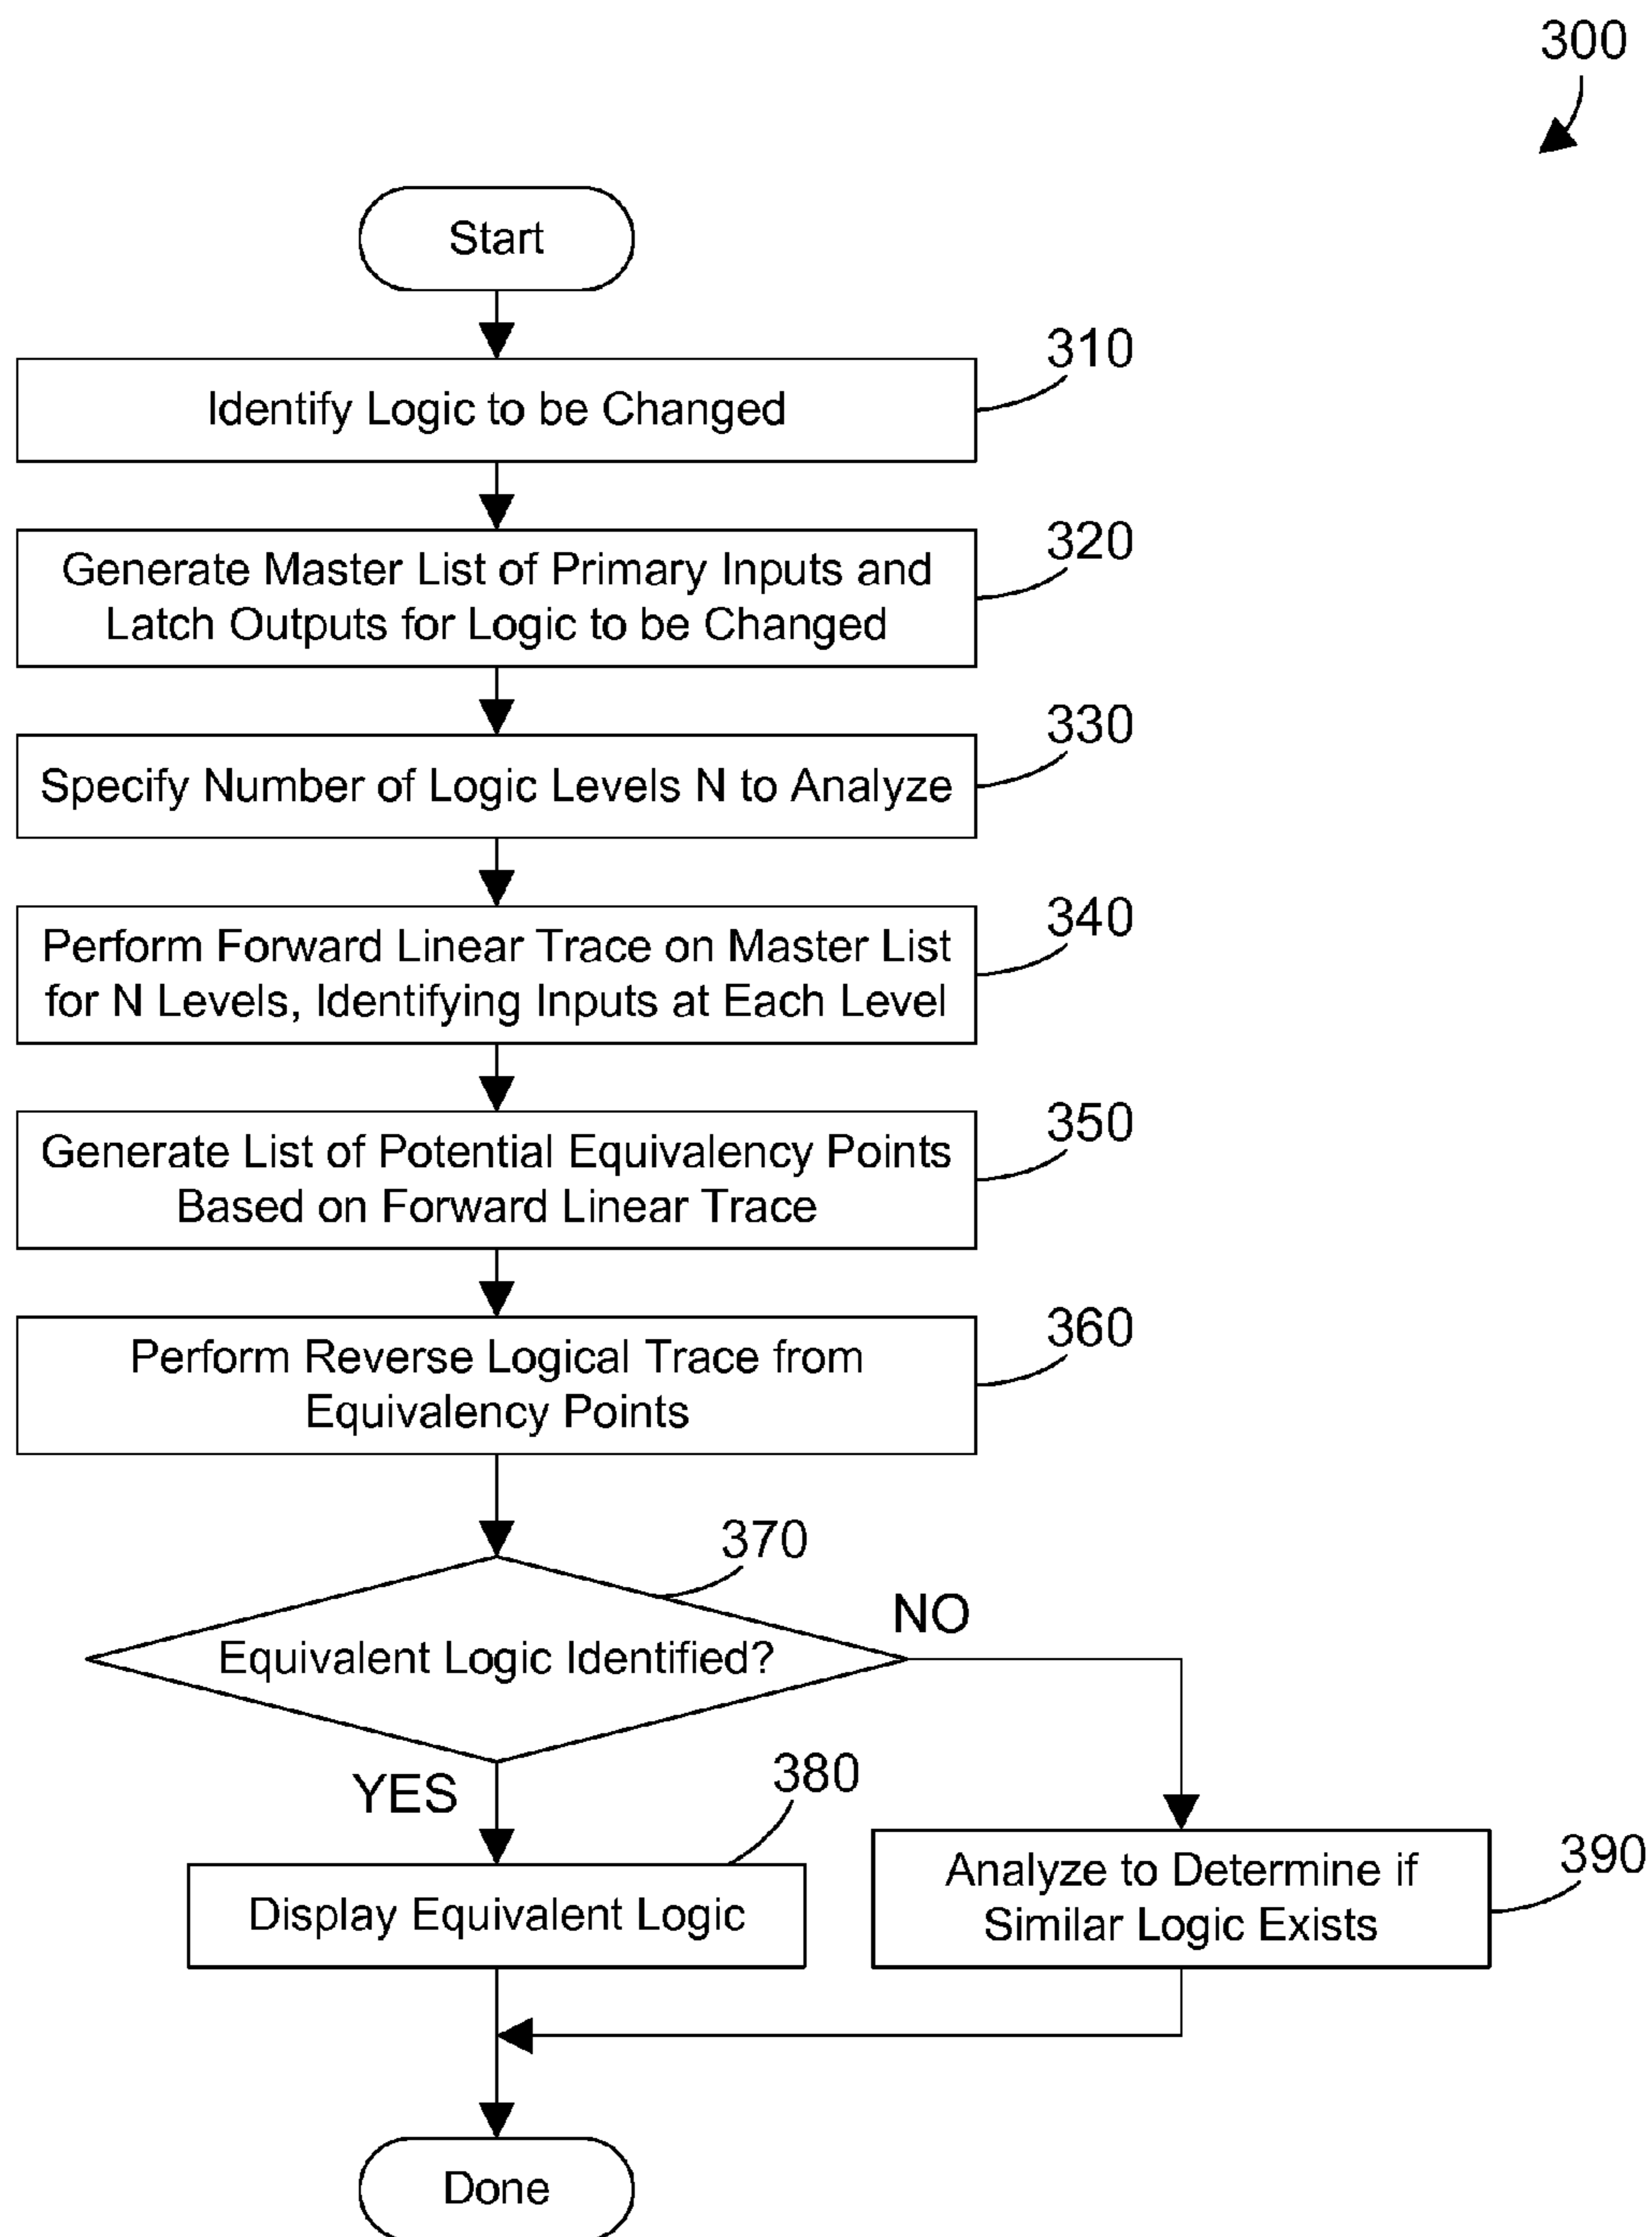 300
Start
310
Identify Logic to be Changed
320
Generate Master List of Primary Inputs and
Latch Outputs for Logic to be Changed
330
Specify Number of Logic Levels N to Analyze
340
Perform Forward Linear Trace on Master List
for N Levels, Identifying Inputs at Each Level
350
Generate List of Potential Equivalency Points
Based on Forward Linear Trace
360
Perform Reverse Logical Trace from
Equivalency Points
370
NO
Equivalent Logic Identified?
YES
380
Display Equivalent Logic
390
Analyze to Determine if
Similar Logic Exists
Done